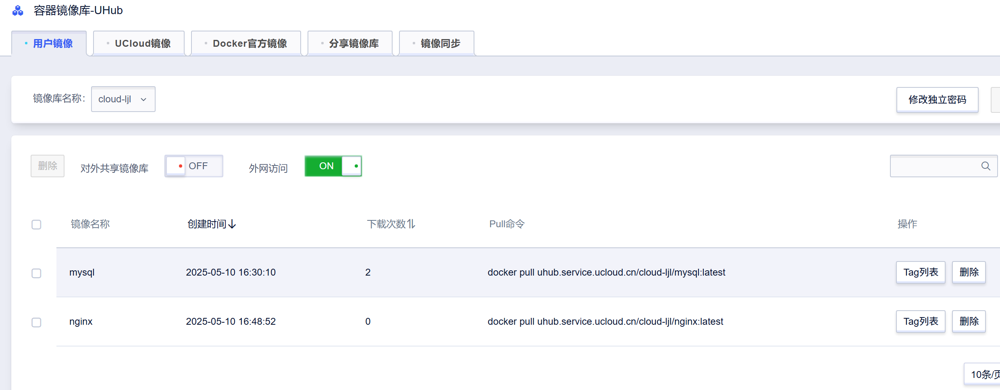 容器镜像库-UHub
用户镜像 UCloud镜像 Docker官方镜像 分享镜像库 镜像同步
镜像库名称： cloud-ljl 修改独立密码
删除 对外共享镜像库 OFF 外网访问 ON
镜像名称 创建时间 下载次数 Pull命令 操作
mysql 2025-05-10 16:30:10 2 docker pull uhub.service.ucloud.cn/cloud-ljl/mysql:latest Tag列表 删除
nginx 2025-05-10 16:48:52 0 docker pull uhub.service.ucloud.cn/cloud-ljl/nginx:latest Tag列表 删除
10条/页